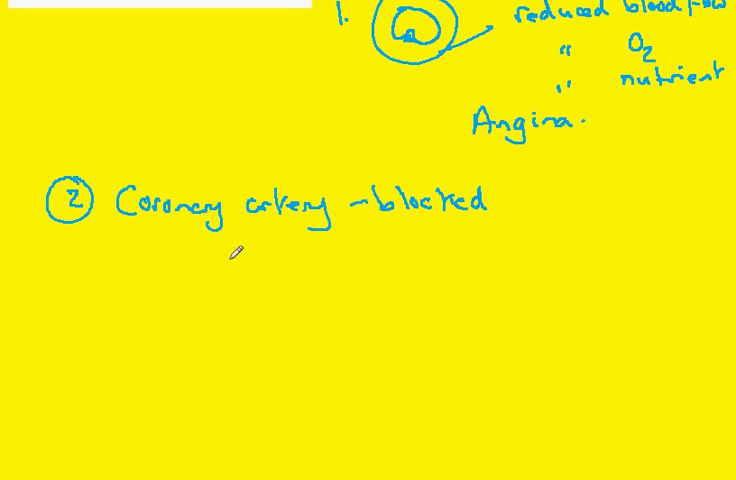 1. reduced blood flow
" O2
" nutrient
Angina.
2 Coronary artery - blocked